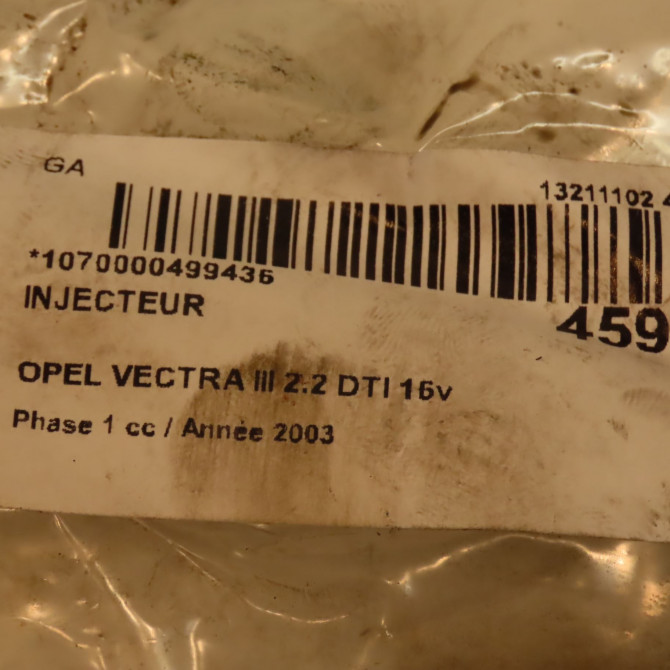 GA
13211102 4
*1070000499436
INJECTEUR
459
OPEL VECTRA III 2.2 DTI 16v
Phase 1 cc / Année 2003